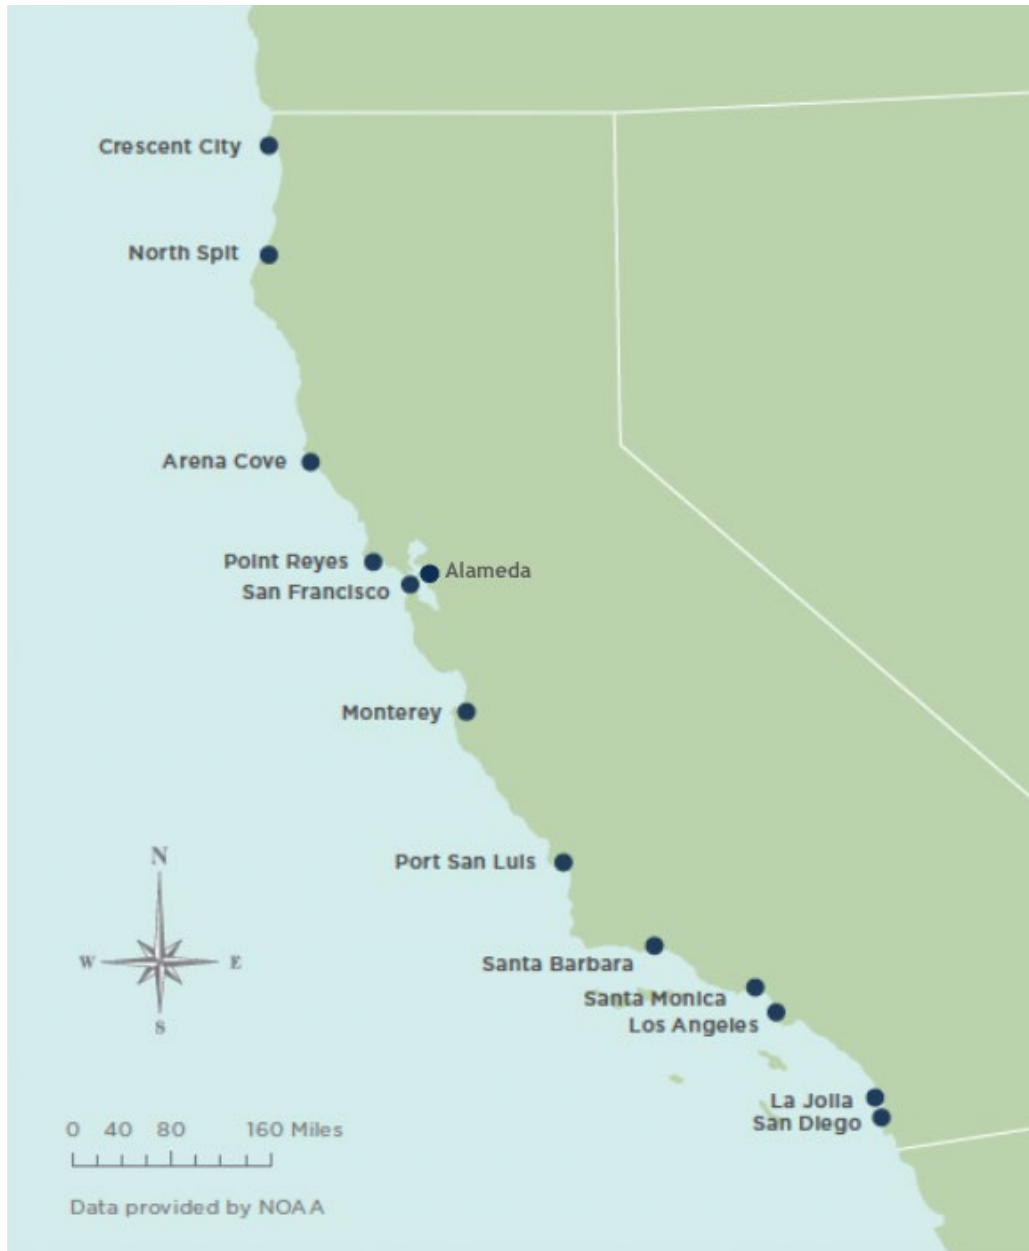 Crescent City
North Spit
Arena Cove
Point Reyes
Alameda
San Francisco
Monterey
Port San Luis
N
W E
S
Santa Barbara
Santa Monica
Los Angeles
La Jolla
San Diego
0 40 80 160 Miles
Data provided by NOAA